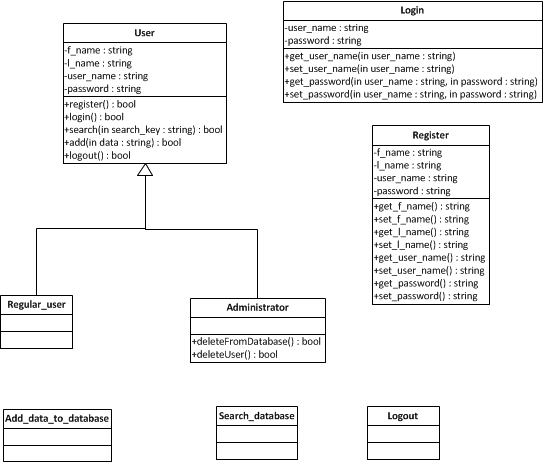 User
-f_name : string
-l_name : string
-user_name : string
-password : string
+register() : bool
+login() : bool
+search(in search_key : string) : bool
+add(in data : string) : bool
+logout() : bool
Login
-user_name : string
-password : string
+get_user_name(in user_name : string)
+set_user_name(in user_name : string)
+get_password(in user_name : string, in password : string)
+set_password(in user_name : string, in password : string)
Register
-f_name : string
-l_name : string
-user_name : string
-password : string
+get_f_name() : string
+set_f_name() : string
+get_l_name() : string
+set_l_name() : string
+get_user_name() : string
+set_user_name() : string
+get_password() : string
+set_password() : string
Regular_user
Administrator
+deleteFromDatabase() : bool
+deleteUser() : bool
Add_data_to_database
Search_database
Logout